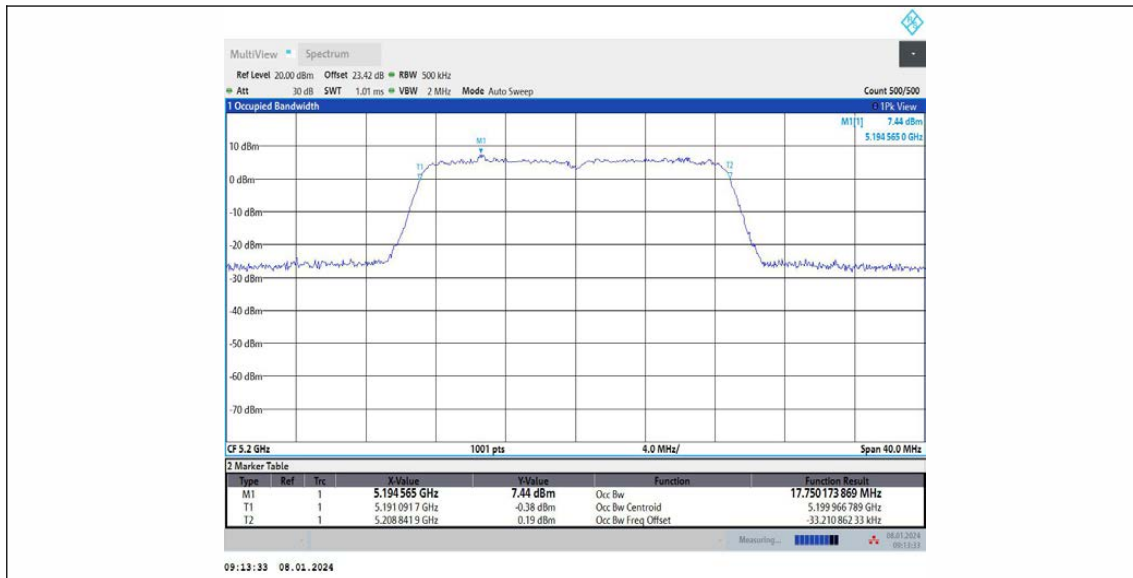 MultiView Spectrum
Ref Level 20.00 dBm Offset 23.42 dB RBW 500 kHz
Att 30 dB SWT 1.01 ms VBW 2 MHz Mode Auto Sweep Count 500/500
1 Occupied Bandwidth 1Pk View
M1[1] 7.44 dBm
5.194 565 0 GHz
M1
10 dBm
T1 T2
0 dBm
-10 dBm
-20 dBm
-30 dBm
-40 dBm
-50 dBm
-60 dBm
-70 dBm
CF 5.2 GHz 1001 pts 4.0 MHz/ Span 40.0 MHz
2 Marker Table
Type Ref Trc X-Value Y-Value Function Function Result
M1 1 5.194 565 GHz 7.44 dBm Occ Bw 17.750 173 869 MHz
T1 1 5.191 091 7 GHz -0.38 dBm Occ Bw Centroid 5.199 966 789 GHz
T2 1 5.208 841 9 GHz 0.19 dBm Occ Bw Freq Offset -33.210 862 33 kHz
Measuring... 08.01.2024
09:13:33
09:13:33 08.01.2024